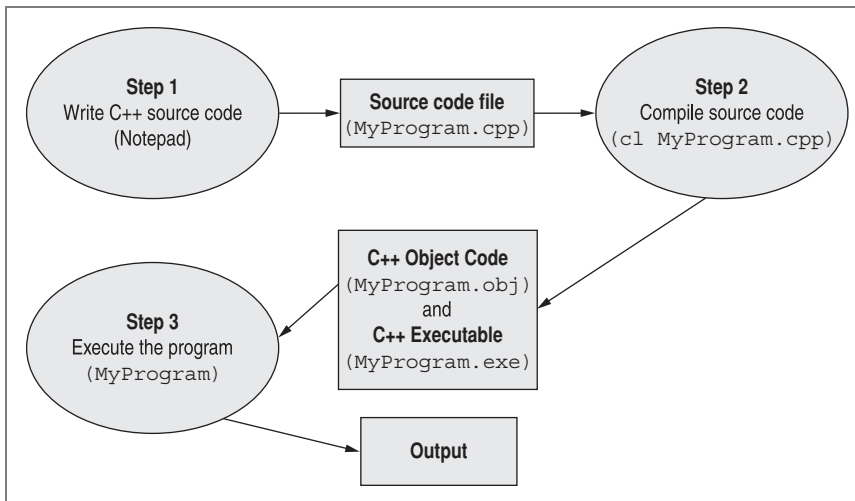 Step 1
Write C++ source code
(Notepad)
Source code file
(MyProgram.cpp)
Step 2
Compile source code
(cl MyProgram.cpp)
C++ Object Code
(MyProgram.obj)
and
C++ Executable
(MyProgram.exe)
Step 3
Execute the program
(MyProgram)
Output